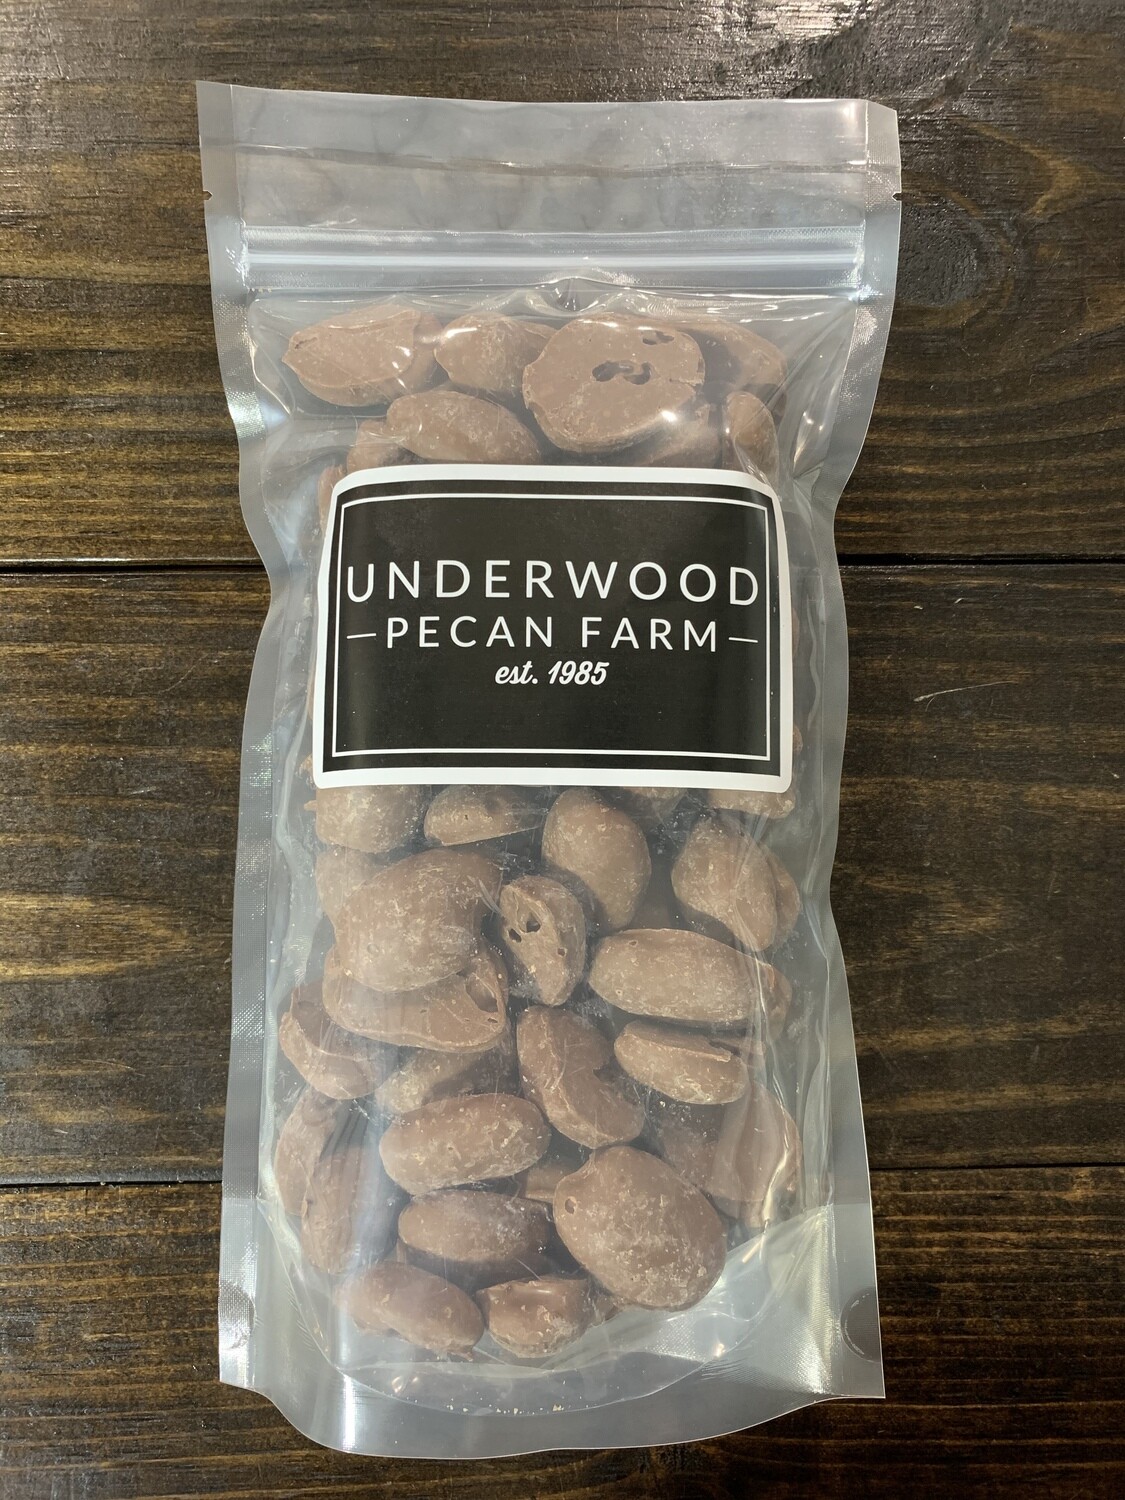 UNDERWOOD
—PECAN FARM—
est. 1985